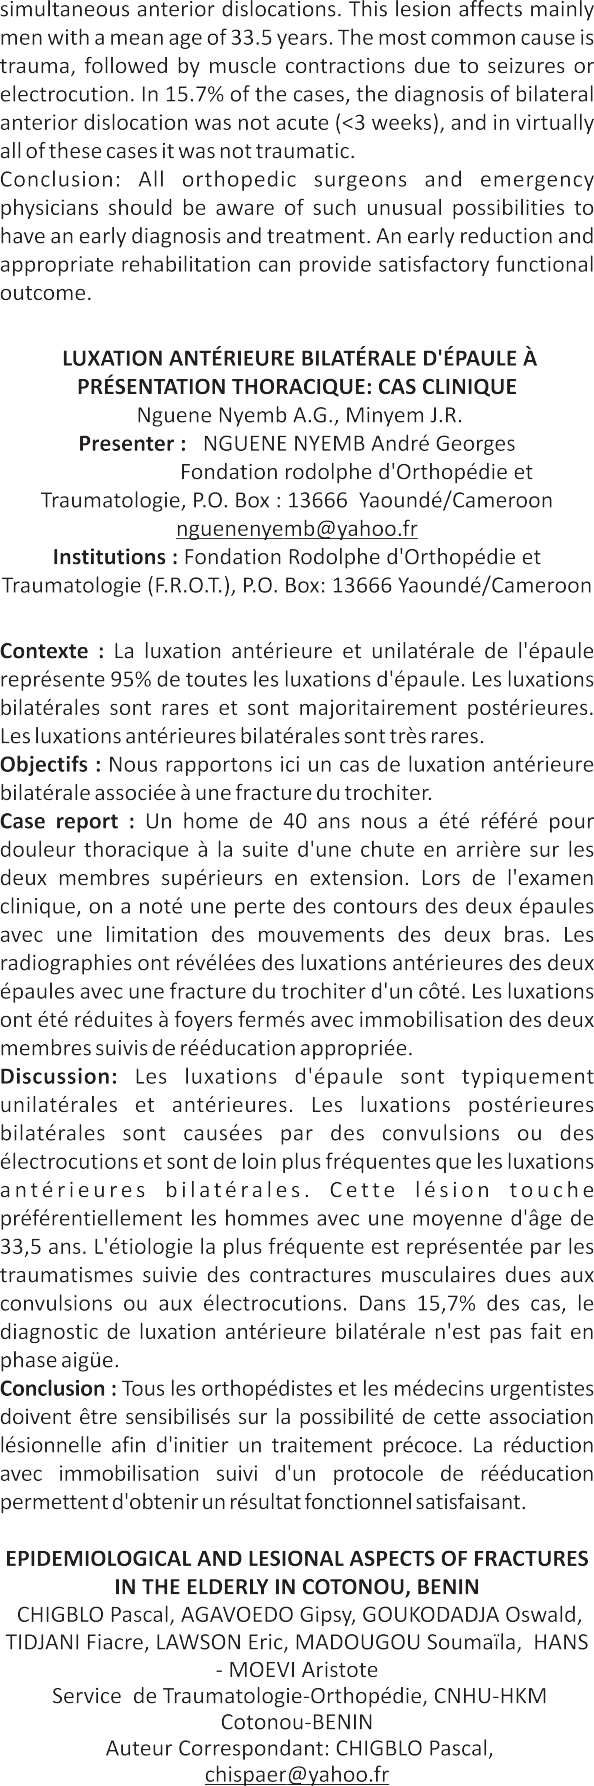 simultaneous anterior dislocations. This lesion affects mainly
men with a mean age of 33.5 years. The most common cause is
trauma, followed by muscle contractions due to seizures or
electrocution. In 15.7% of the cases, the diagnosis of bilateral
anterior dislocation was not acute (<3 weeks), and in virtually
all of these cases it was not traumatic.
Conclusion: All orthopedic surgeons and emergency
physicians should be aware of such unusual possibilities to
have an early diagnosis and treatment. An early reduction and
appropriate rehabilitation can provide satisfactory functional
outcome.
LUXATION ANTÉRIEURE BILATÉRALE D'ÉPAULE À
PRÉSENTATION THORACIQUE: CAS CLINIQUE
Nguene Nyemb A.G., Minyem J.R.
Presenter : NGUENE NYEMB André Georges
Fondation rodolphe d'Orthopédie et
Traumatologie, P.O. Box : 13666 Yaoundé/Cameroon
nguenenyemb@yahoo.fr
Institutions : Fondation Rodolphe d'Orthopédie et
Traumatologie (F.R.O.T.), P.O. Box: 13666 Yaoundé/Cameroon
Contexte : La luxation antérieure et unilatérale de l'épaule
représente 95% de toutes les luxations d'épaule. Les luxations
bilatérales sont rares et sont majoritairement postérieures.
Les luxations antérieures bilatérales sont très rares.
Objectifs : Nous rapportons ici un cas de luxation antérieure
bilatérale associée à une fracture du trochiter.
Case report : Un home de 40 ans nous a été référé pour
douleur thoracique à la suite d'une chute en arrière sur les
deux membres supérieurs en extension. Lors de l'examen
clinique, on a noté une perte des contours des deux épaules
avec une limitation des mouvements des deux bras. Les
radiographies ont révélées des luxations antérieures des deux
épaules avec une fracture du trochiter d'un côté. Les luxations
ont été réduites à foyers fermés avec immobilisation des deux
membres suivis de rééducation appropriée.
Discussion: Les luxations d'épaule sont typiquement
unilatérales et antérieures. Les luxations postérieures
bilatérales sont causées par des convulsions ou des
électrocutions et sont de loin plus fréquentes que les luxations
antérieures bilatérales. Cette lésion touche
préférentiellement les hommes avec une moyenne d'âge de
33,5 ans. L'étiologie la plus fréquente est représentée par les
traumatismes suivie des contractures musculaires dues aux
convulsions ou aux électrocutions. Dans 15,7% des cas, le
diagnostic de luxation antérieure bilatérale n'est pas fait en
phase aigüe.
Conclusion : Tous les orthopédistes et les médecins urgentistes
doivent être sensibilisés sur la possibilité de cette association
lésionnelle afin d'initier un traitement précoce. La réduction
avec immobilisation suivi d'un protocole de rééducation
permettent d'obtenir un résultat fonctionnel satisfaisant.
EPIDEMIOLOGICAL AND LESIONAL ASPECTS OF FRACTURES
IN THE ELDERLY IN COTONOU, BENIN
CHIGBLO Pascal, AGAVOEDO Gipsy, GOUKODADJA Oswald,
TIDJANI Fiacre, LAWSON Eric, MADOUGOU Soumaïla, HANS
- MOEVI Aristote
Service de Traumatologie-Orthopédie, CNHU-HKM
Cotonou-BENIN
Auteur Correspondant: CHIGBLO Pascal,
chispaer@yahoo.fr